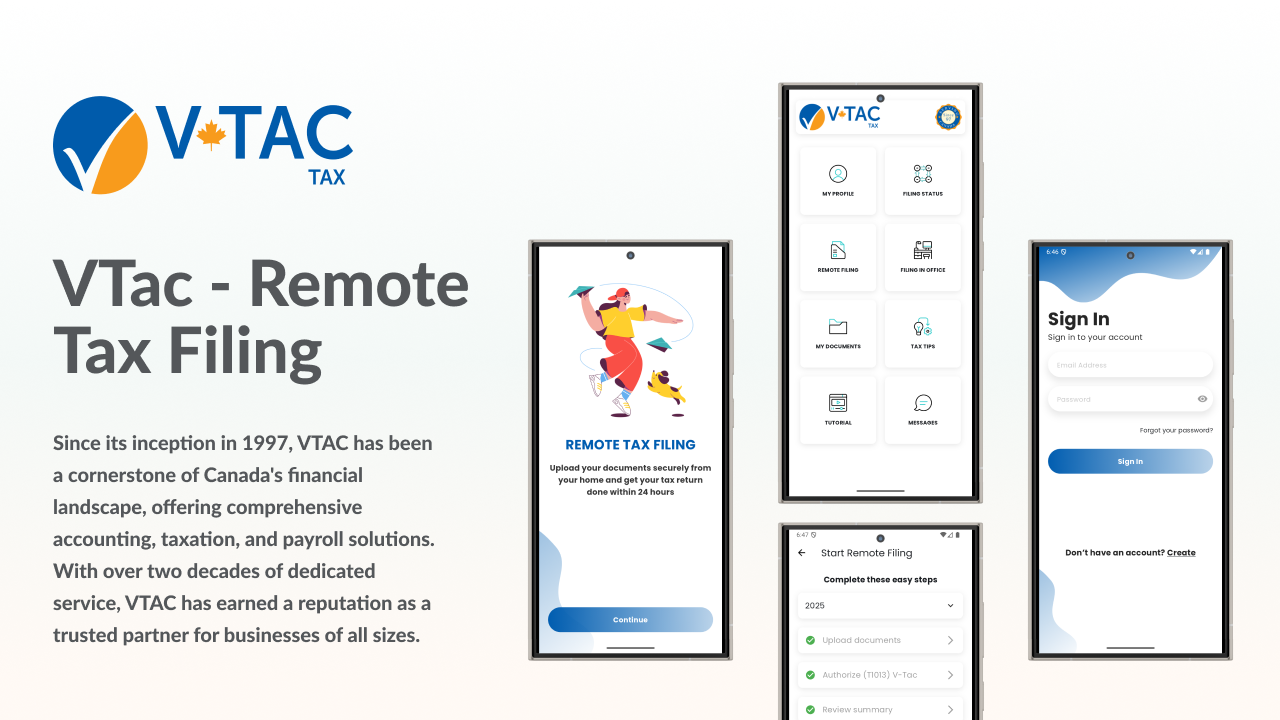 V TAC
TAX
VTac - Remote
Tax Filing
Since its inception in 1997, VTAC has been
a cornerstone of Canada's financial
landscape, offering comprehensive
accounting, taxation, and payroll solutions.
With over two decades of dedicated
service, VTAC has earned a reputation as a
trusted partner for businesses of all sizes.
REMOTE TAX FILING
Upload your documents securely from
your home and get your tax return
done within 24 hours
Continue
V TAC
TAX
MY PROFILE
FILING STATUS
REMOTE FILING
FILING IN OFFICE
MY DOCUMENTS
TAX TIPS
TUTORIAL
MESSAGES
6:47
Start Remote Filing
Complete these easy steps
2025
Upload documents
Authorize (T1013) V-Tac
Review summary
6:46
Sign In
Sign in to your account
Email Address
Password
Forgot your password?
Sign In
Don't have an account? Create